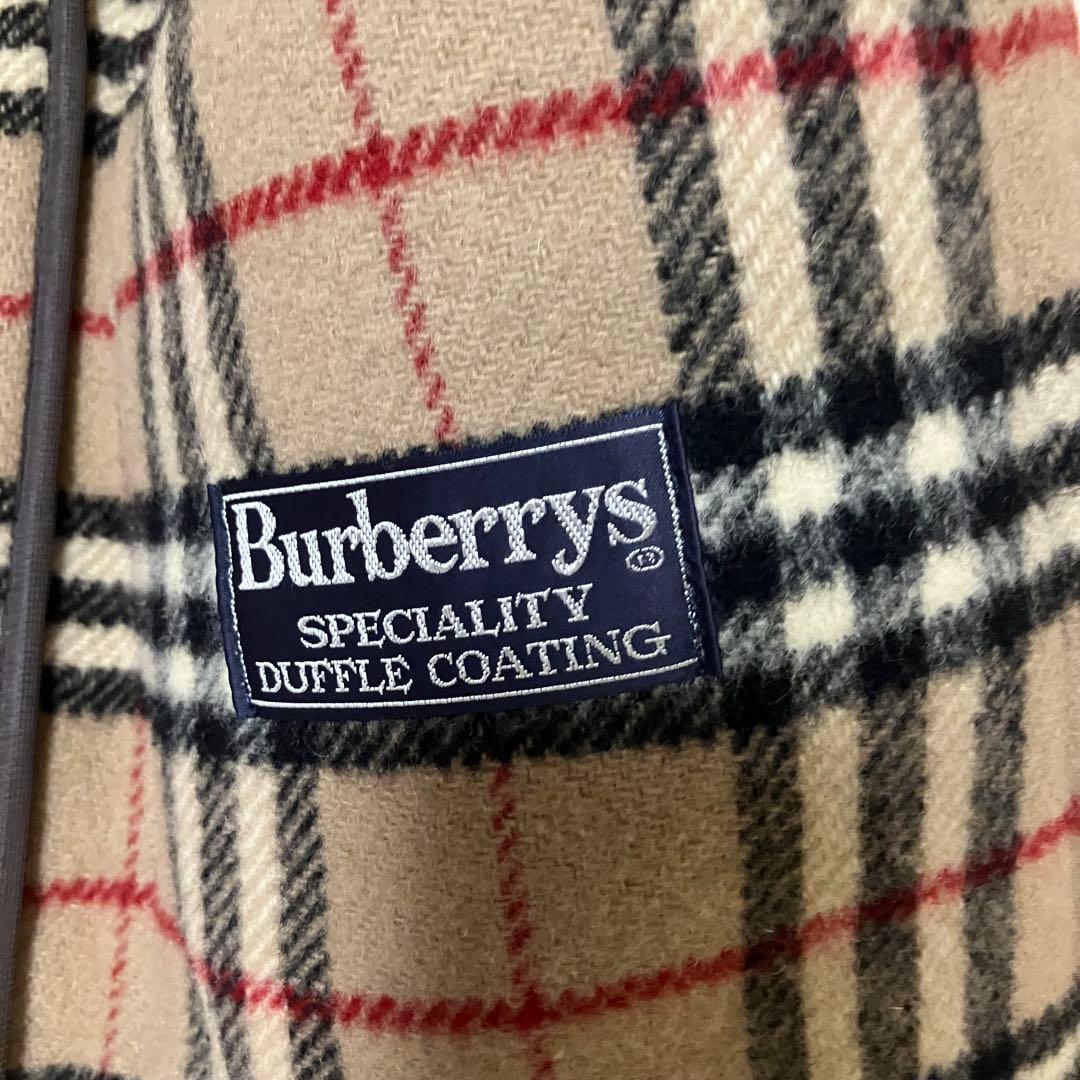 Burberrys
SPECIALITY
DUFFLE COATING